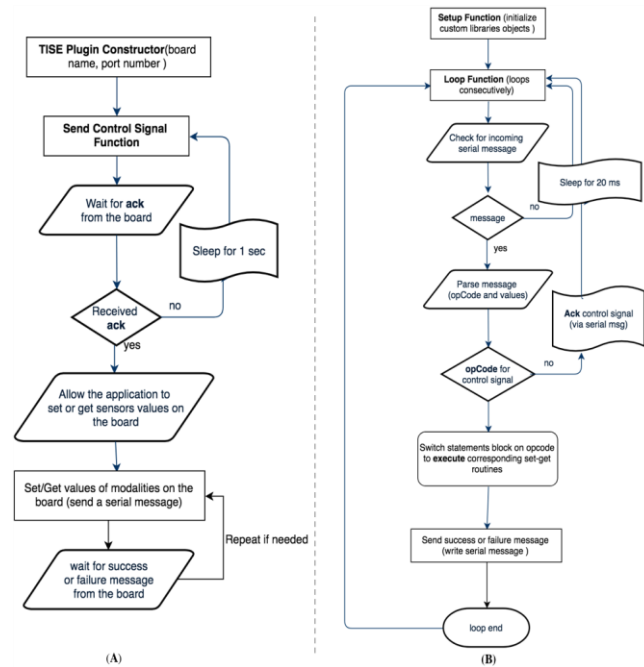 TISE Plugin Constructor(board
name, port number )
Send Control Signal
Function
Wait for ack
from the board
Sleep for 1 sec
Received
ack
no
yes
Allow the application to
set or get sensors values on
the board
Set/Get values of modalities on the
board (send a serial message)
Repeat if needed
wait for success
or failure message
from the board
(A)
Setup Function (initialize
custom libraries objects )
Loop Function (loops
consecutively)
Check for incoming
serial message
Sleep for 20 ms
message
no
yes
Parse message
(opCode and values)
Ack control signal
(via serial msg)
opCode for
control signal
no
Switch statements block on opcode
to execute corresponding set-get
routines
Send success or failure message
(write serial message )
loop end
(B)